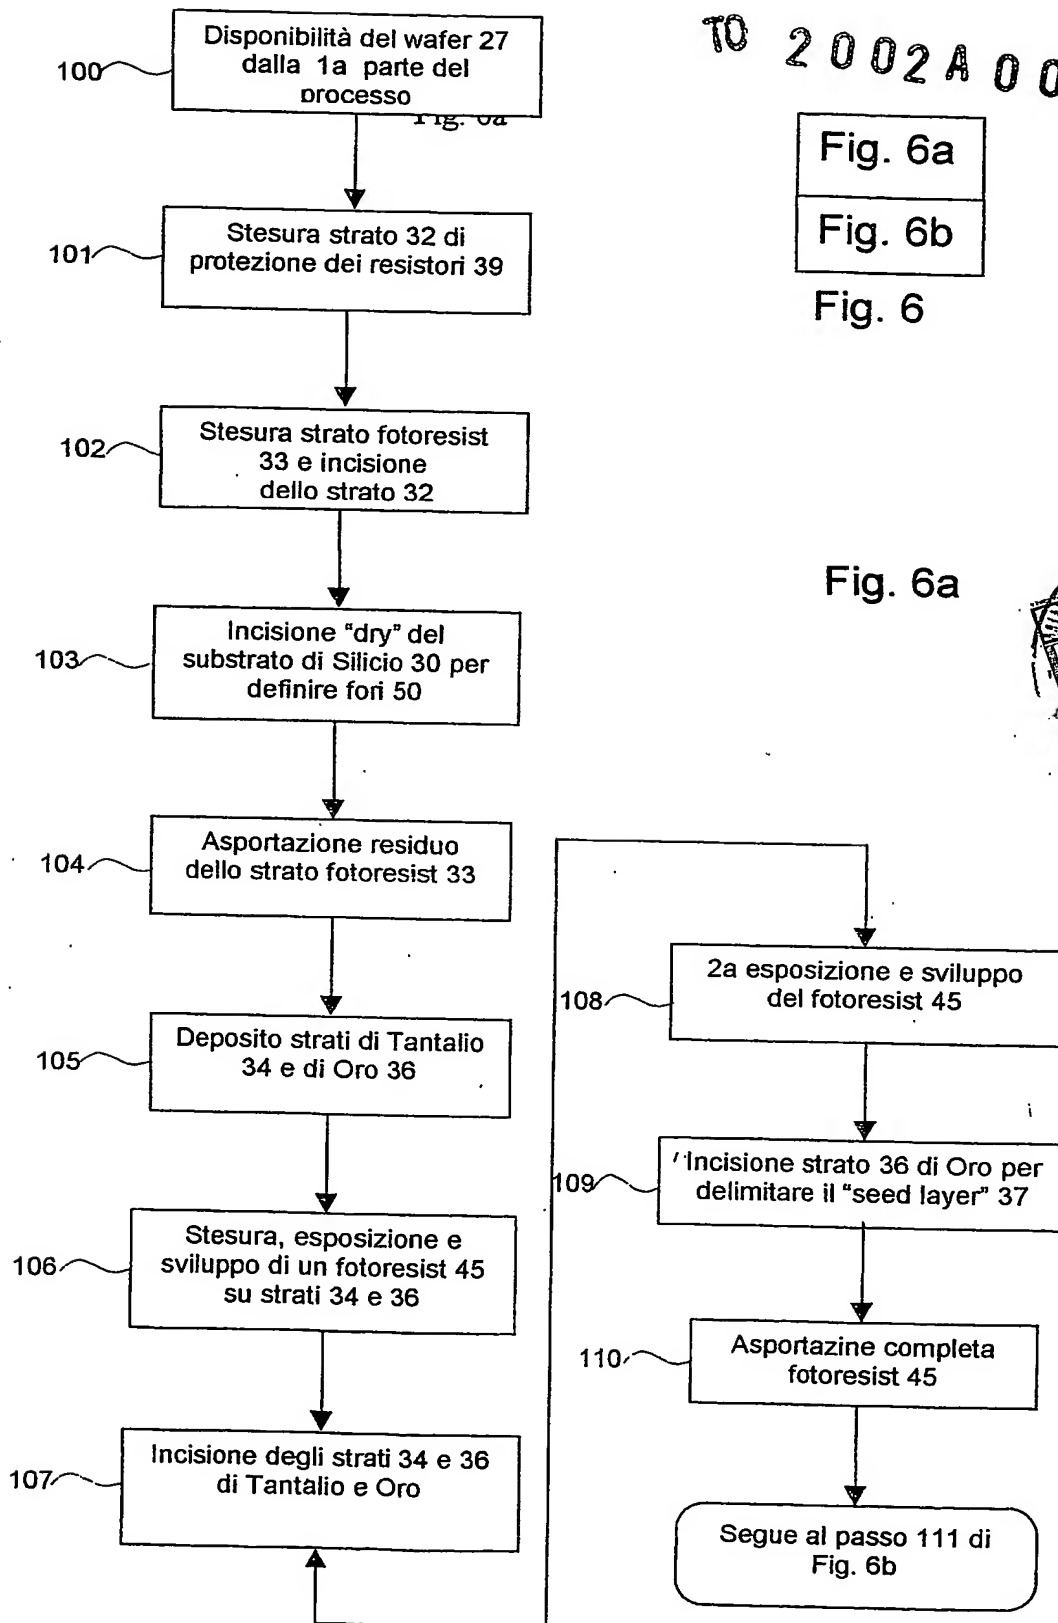 TO 2002A00
100
Disponibilità del wafer 27
dalla 1a parte del
processo
Fig. 6a
Fig. 6a
Fig. 6b
Fig. 6
101
Stesura strato 32 di
protezione dei resistori 39
102
Stesura strato fotoresist
33 e incisione
dello strato 32
Fig. 6a
103
Incisione "dry" del
substrato di Silicio 30 per
definire fori 50
104
Asportazione residuo
dello strato fotoresist 33
105
Deposito strati di Tantalio
34 e di Oro 36
106
Stesura, esposizione e
sviluppo di un fotoresist 45
su strati 34 e 36
107
Incisione degli strati 34 e 36
di Tantalio e Oro
108
2a esposizione e sviluppo
del fotoresist 45
109
Incisione strato 36 di Oro per
delimitare il "seed layer" 37
110
Asportazine completa
fotoresist 45
Segue al passo 111 di
Fig. 6b